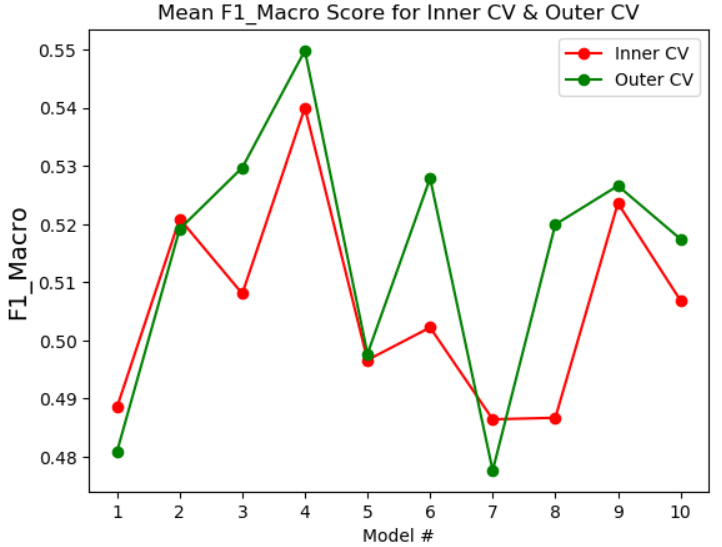 Mean F1_Macro Score for Inner CV & Outer CV
Inner CV
Outer CV
F1_Macro
0.55
0.54
0.53
0.52
0.51
0.50
0.49
0.48
1 2 3 4 5 6 7 8 9 10
Model #